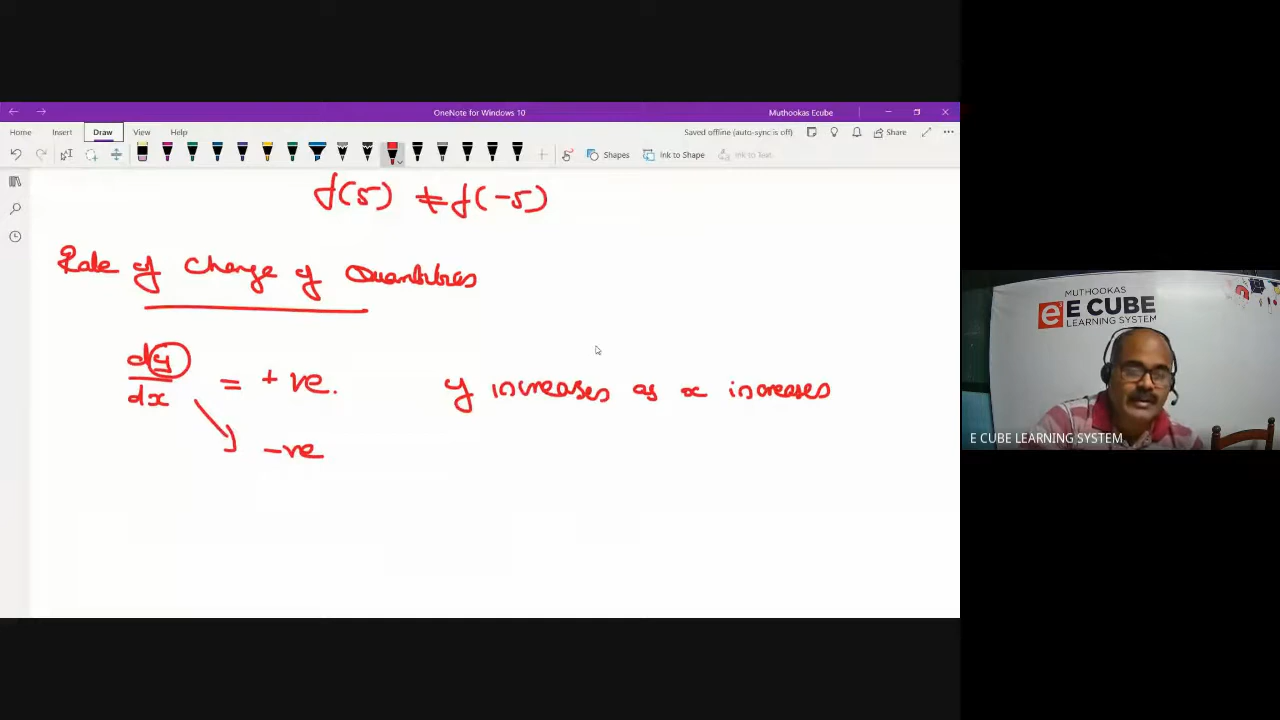 OneNote for Windows 10
Muthookas Ecube
Home Insert Draw View Help
Saved offline (auto-sync is off)
Share
Shapes
Ink to Shape
Ink to Text
f(5) ≠ f(-5)
Rate of Change of Quantities
dy/dx = +ve.
y increases as x increases
-ve
MUTHOOKAS
e E CUBE
LEARNING SYSTEM
E CUBE LEARNING SYSTEM